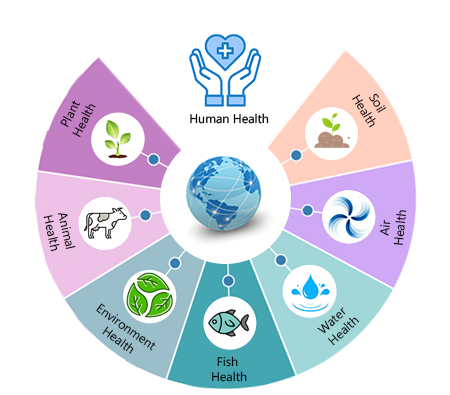 Human Health
Soil
Health
Air
Health
Water
Health
Fish
Health
Environment
Health
Animal
Health
Plant
Health